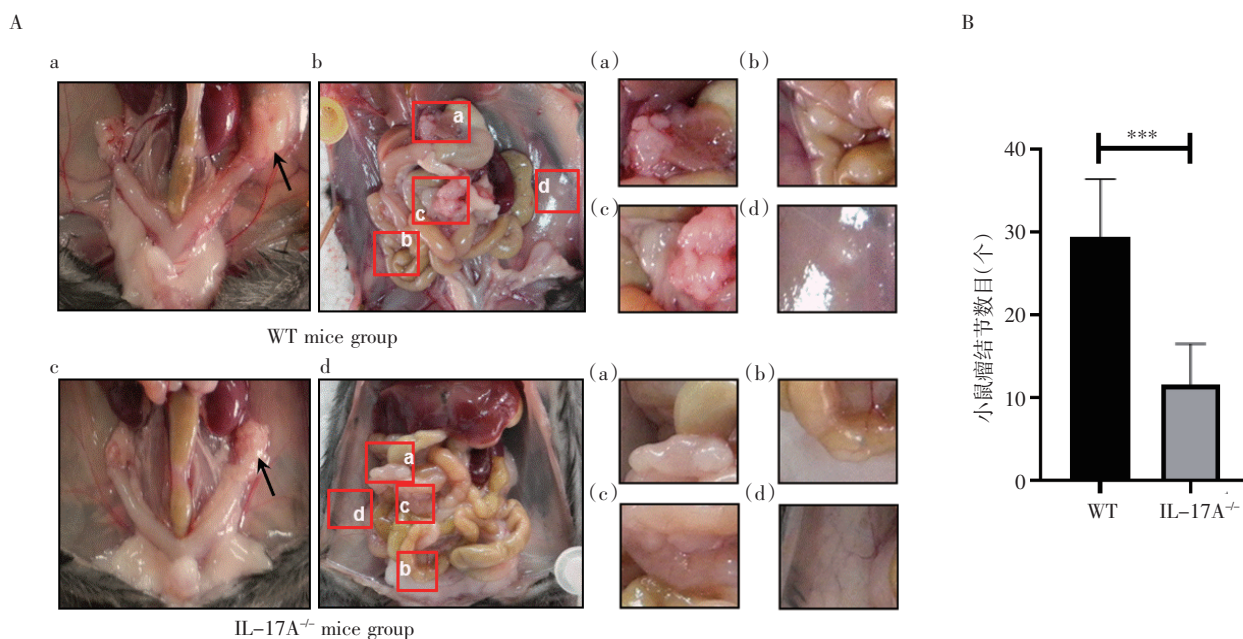 A
B
a
b
(a)
(b)
a
d
c
b
(c)
(d)
WT mice group
c
d
(a)
(b)
a
c
d
b
(c)
(d)
IL-17A⁻/⁻ mice group
***
40
30
20
10
0
小鼠瘤结节数目(个)
WT
IL-17A⁻/⁻